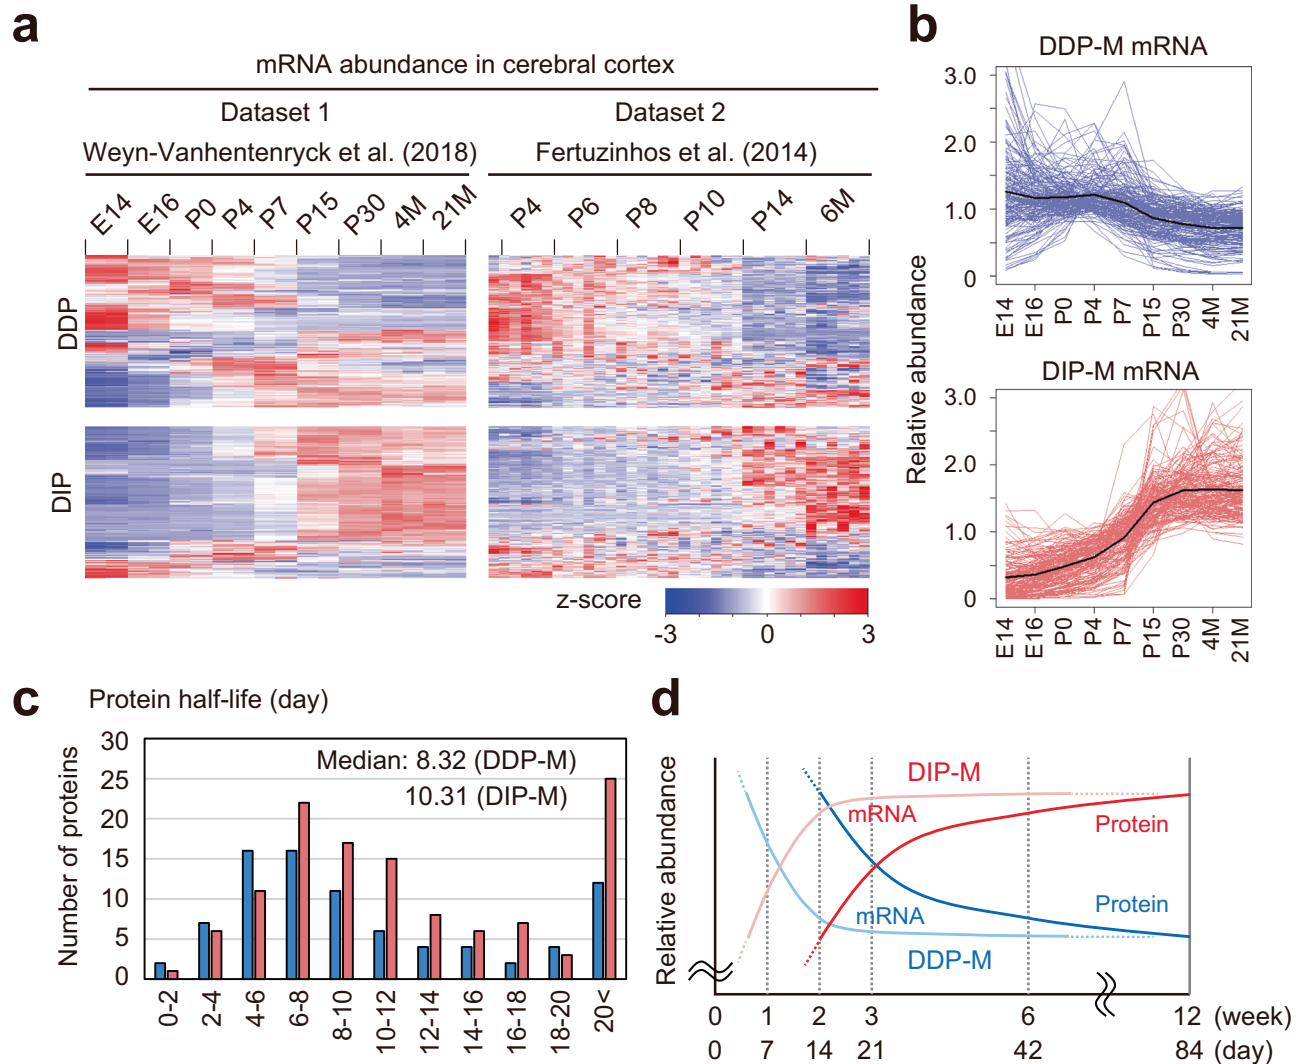 a
mRNA abundance in cerebral cortex
Dataset 1
Dataset 2
Weyn-Vanhentenryck et al. (2018)
Fertuzinhos et al. (2014)
E14 E16 P0 P4 P7 P15 P30 4M 21M
P4 P6 P8 P10 P14 6M
DDP
DIP
z-score
-3 0 3
b
DDP-M mRNA
3.0
2.0
1.0
0
E14 E16 P0 P4 P7 P15 P30 4M 21M
Relative abundance
DIP-M mRNA
3.0
2.0
1.0
0
E14 E16 P0 P4 P7 P15 P30 4M 21M
c
Protein half-life (day)
Median: 8.32 (DDP-M)
10.31 (DIP-M)
Number of proteins
30
25
20
15
10
5
0
0-2 2-4 4-6 6-8 8-10 10-12 12-14 14-16 16-18 18-20 20<
d
Relative abundance
DIP-M
mRNA
Protein
Protein
mRNA
DDP-M
0 1 2 3 6 12 (week)
0 7 14 21 42 84 (day)